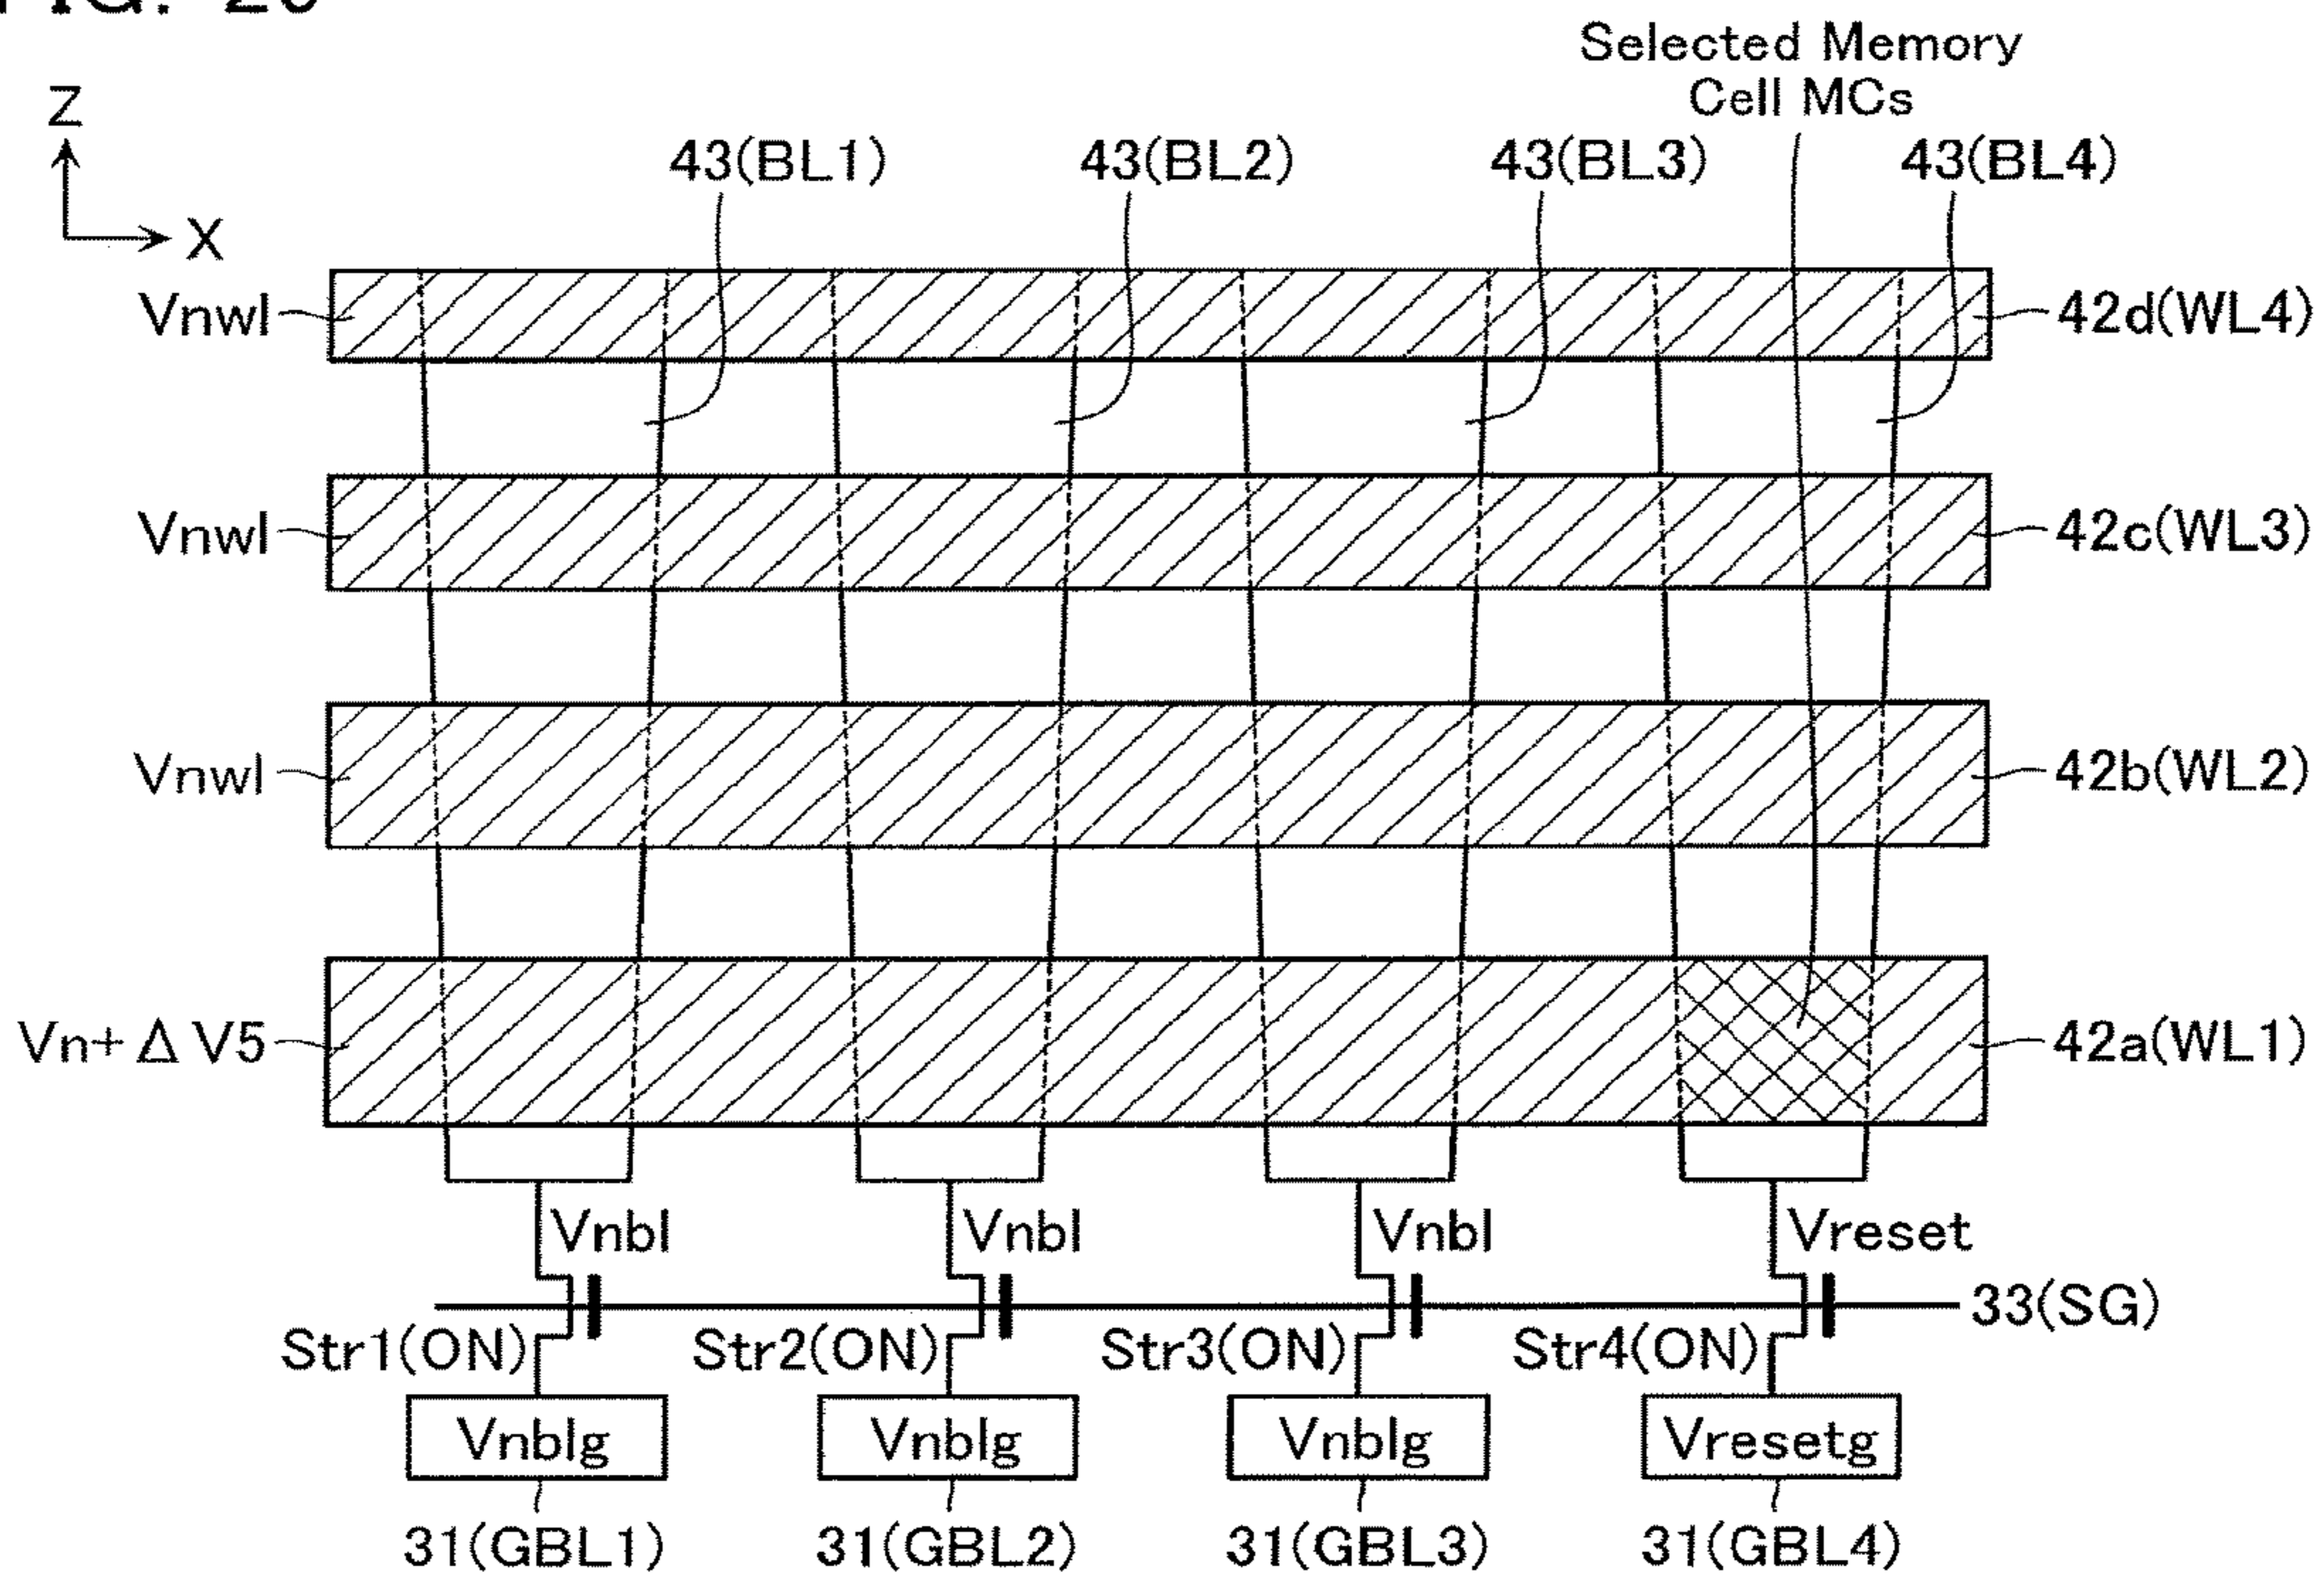 Selected Memory
Cell MCs
Z
X
43(BL1)
43(BL2)
43(BL3)
43(BL4)
Vnwl
42d(WL4)
Vnwl
42c(WL3)
Vnwl
42b(WL2)
Vn+ Δ V5
42a(WL1)
Vnbl
Vnbl
Vnbl
Vreset
33(SG)
Str1(ON)
Str2(ON)
Str3(ON)
Str4(ON)
Vnblg
Vnblg
Vnblg
Vresetg
31(GBL1)
31(GBL2)
31(GBL3)
31(GBL4)